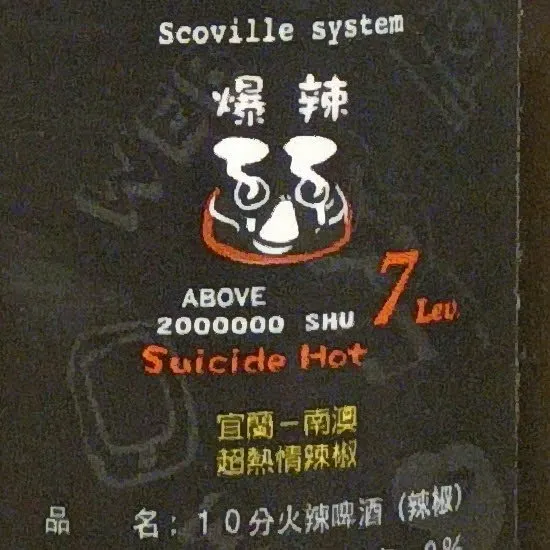 Scoville system
爆辣
ABOVE
2000000 SHU
7 Lev.
Suicide Hot
宜蘭－南澳
超熱情辣椒
品 名：１０分火辣啤酒（辣椒）